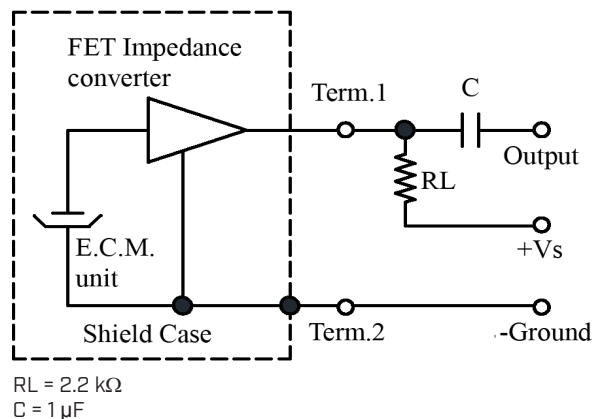 FET Impedance
converter
Term.1
C
Output
RL
+Vs
E.C.M.
unit
Shield Case
Term.2
-Ground
RL = 2.2 kΩ
C = 1 µF